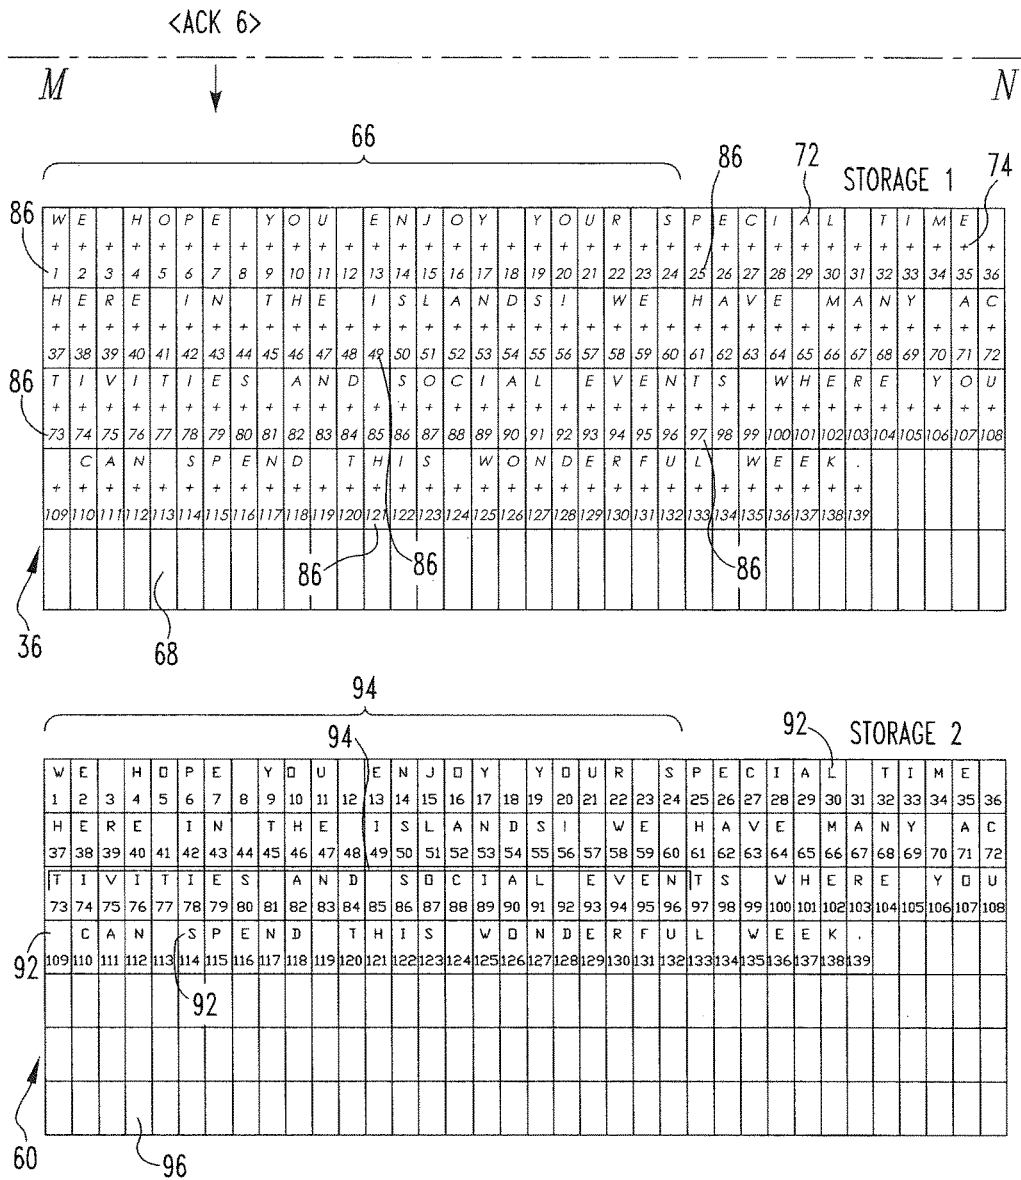 <ACK 6>
M N
66 86 72 STORAGE 1 74
86
W E H O P E Y O U E N J O Y Y O U R S P E C I A L T I M E
+ + + + + + + + + + + + + + + + + + + + + + + + + + + + + + + + + + + +
1 2 3 4 5 6 7 8 9 10 11 12 13 14 15 16 17 18 19 20 21 22 23 24 25 26 27 28 29 30 31 32 33 34 35 36
H E R E I N T H E I S L A N D S I W E H A V E M A N Y A C
+ + + + + + + + + + + + + + + + + + + + + + + + + + + + + + + + + + + +
37 38 39 40 41 42 43 44 45 46 47 48 49 50 51 52 53 54 55 56 57 58 59 60 61 62 63 64 65 66 67 68 69 70 71 72
86
T I V I T I E S A N D S O C I A L E V E N T S W H E R E Y O U
+ + + + + + + + + + + + + + + + + + + + + + + + + + + + + + + + + + + +
73 74 75 76 77 78 79 80 81 82 83 84 85 86 87 88 89 90 91 92 93 94 95 96 97 98 99 100 101 102 103 104 105 106 107 108
C A N S P E N D T H I S W O N D E R F U L W E E K .
+ + + + + + + + + + + + + + + + + + + + + + + + + + + + + + +
109 110 111 112 113 114 115 116 117 118 119 120 121 122 123 124 125 126 127 128 129 130 131 132 133 134 135 136 137 138 139
86 86 86
36 68
94
94 92 STORAGE 2
W E H O P E Y O U E N J O Y Y O U R S P E C I A L T I M E
1 2 3 4 5 6 7 8 9 10 11 12 13 14 15 16 17 18 19 20 21 22 23 24 25 26 27 28 29 30 31 32 33 34 35 36
H E R E I N T H E I S L A N D S I W E H A V E M A N Y A C
37 38 39 40 41 42 43 44 45 46 47 48 49 50 51 52 53 54 55 56 57 58 59 60 61 62 63 64 65 66 67 68 69 70 71 72
T I V I T I E S A N D S O C I A L E V E N T S W H E R E Y O U
73 74 75 76 77 78 79 80 81 82 83 84 85 86 87 88 89 90 91 92 93 94 95 96 97 98 99 100 101 102 103 104 105 106 107 108
C A N S P E N D T H I S W O N D E R F U L W E E K .
109 110 111 112 113 114 115 116 117 118 119 120 121 122 123 124 125 126 127 128 129 130 131 132 133 134 135 136 137 138 139
92 92
60 96